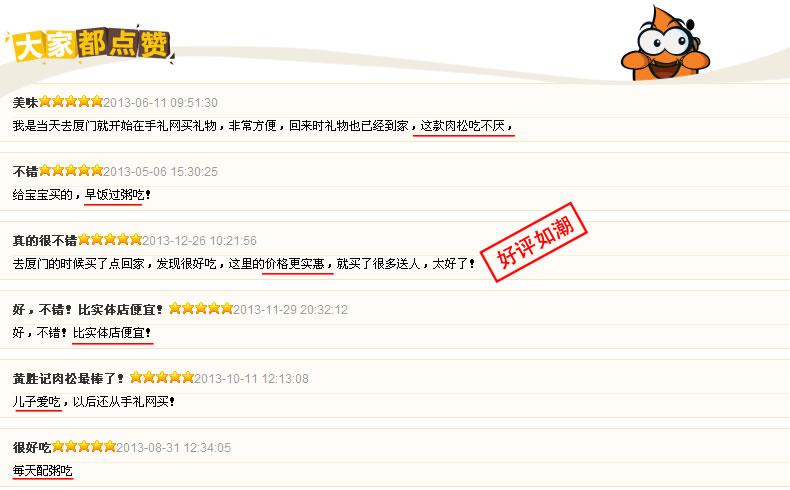 大家都点赞
美味 2013-06-11 09:51:30
我是当天去厦门就开始在手礼网买礼物，非常方便，回来时礼物也已经到家，这款肉松吃不厌，
不错 2013-05-06 15:30:25
给宝宝买的，早饭过粥吃！
真的很不错 2013-12-26 10:21:56
去厦门的时候买了点回家，发现很好吃，这里的价格更实惠，就买了很多送人，太好了！
好评如潮
好，不错！比实体店便宜！ 2013-11-29 20:32:12
好，不错！比实体店便宜！
黄胜记肉松最棒了！ 2013-10-11 12:13:08
儿子爱吃，以后还从手礼网买！
很好吃 2013-08-31 12:34:05
每天配粥吃